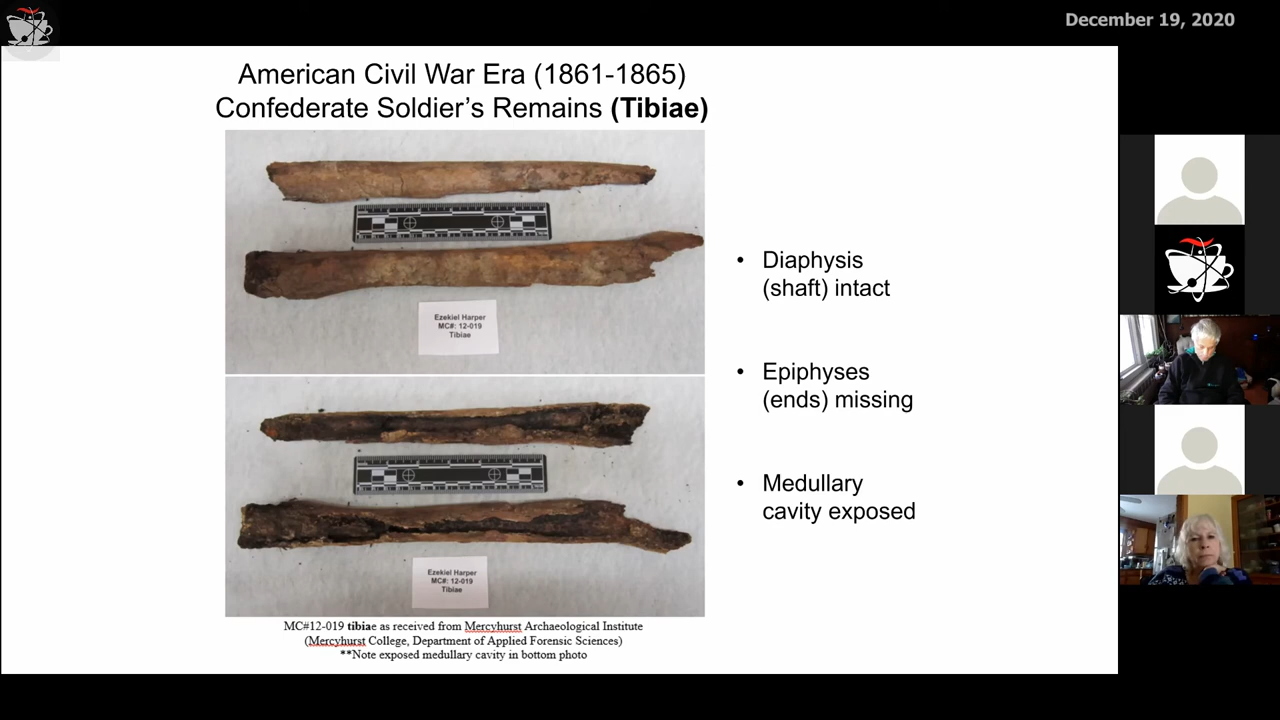 December 19, 2020
American Civil War Era (1861-1865)
Confederate Soldier's Remains (Tibiae)
Ezekiel Harper
MC#: 12-019
Tibiae
• Diaphysis
(shaft) intact
• Epiphyses
(ends) missing
• Medullary
cavity exposed
Ezekiel Harper
MC#: 12-019
Tibiae
MC#12-019 tibiae as received from Mercyhurst Archaeological Institute
(Mercyhurst College, Department of Applied Forensic Sciences)
**Note exposed medullary cavity in bottom photo